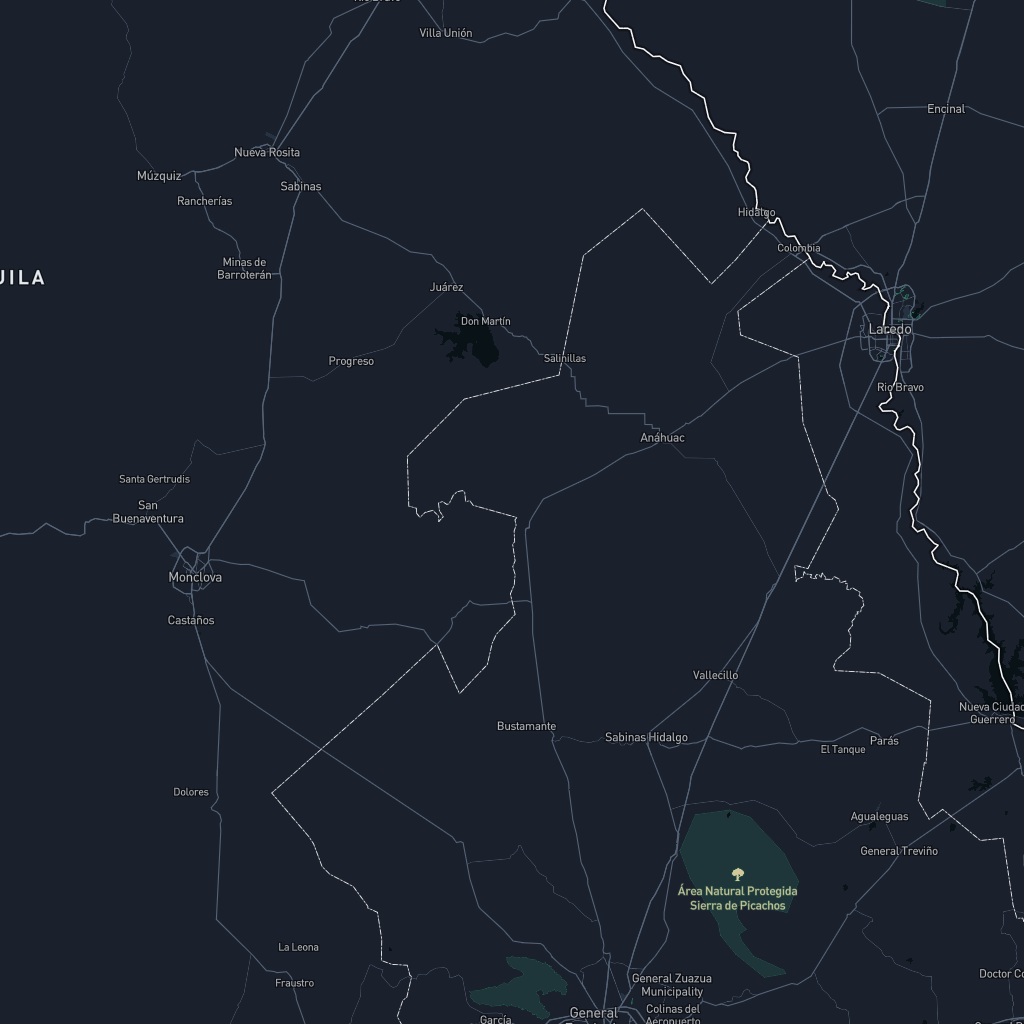 Villa Unión
Encinal
Nueva Rosita
Múzquiz
Sabinas
Rancherías
Hidalgo
Colombia
Minas de
Barroterán
UILA
Juárez
Don Martín
Laredo
Salinillas
Progreso
Rio Bravo
Anáhuac
Santa Gertrudis
San
Buenaventura
Monclova
Castaños
Vallecillo
Nueva Ciudad
Guerrero
Bustamante
Sabinas Hidalgo
El Tanque
Parás
Dolores
Agualeguas
General Treviño
Área Natural Protegida
Sierra de Picachos
La Leona
Fraustro
General Zuazua
Municipality
Doctor Co
García
General
Colinas del
Aeropuerto